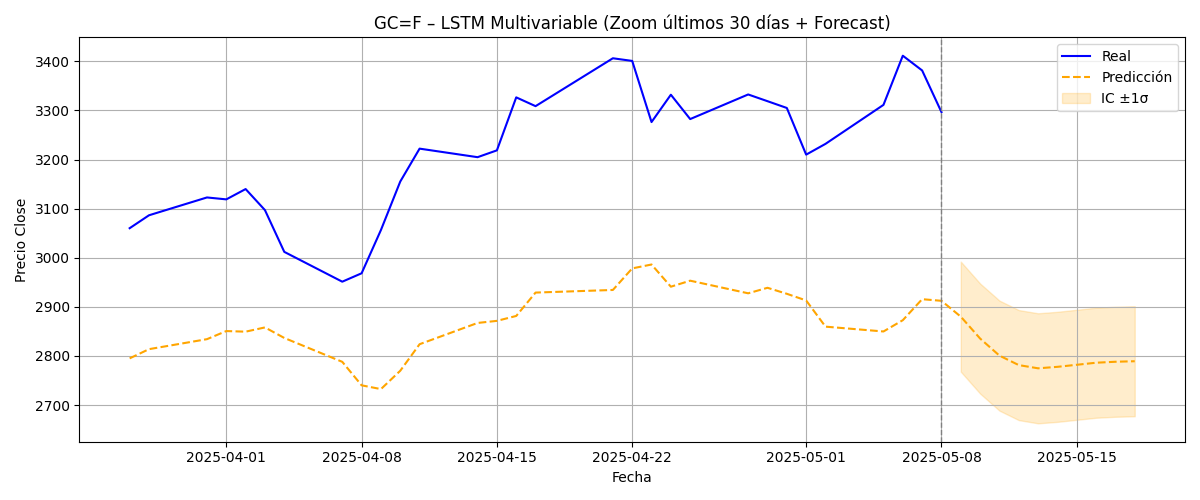 GC=F – LSTM Multivariable (Zoom últimos 30 días + Forecast)
Real
Predicción
IC ±1σ
Precio Close
3400
3300
3200
3100
3000
2900
2800
2700
2025-04-01
2025-04-08
2025-04-15
2025-04-22
2025-05-01
2025-05-08
2025-05-15
Fecha